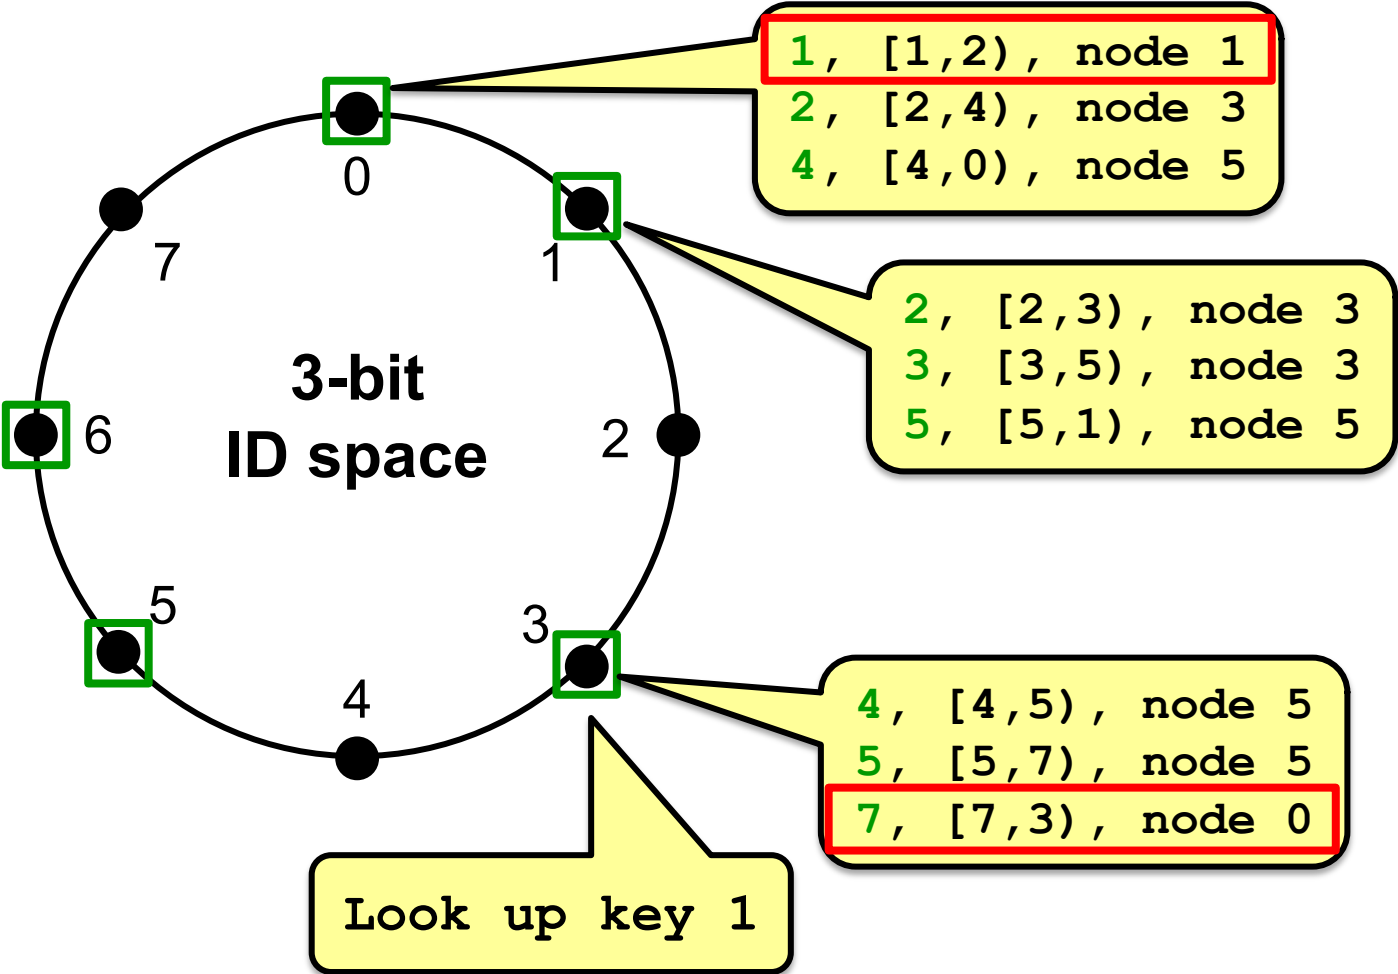 1, [1,2), node 1
2, [2,4), node 3
4, [4,0), node 5
0
7
1
2, [2,3), node 3
3, [3,5), node 3
5, [5,1), node 5
3-bit
ID space
6
2
5
3
4
4, [4,5), node 5
5, [5,7), node 5
7, [7,3), node 0
Look up key 1